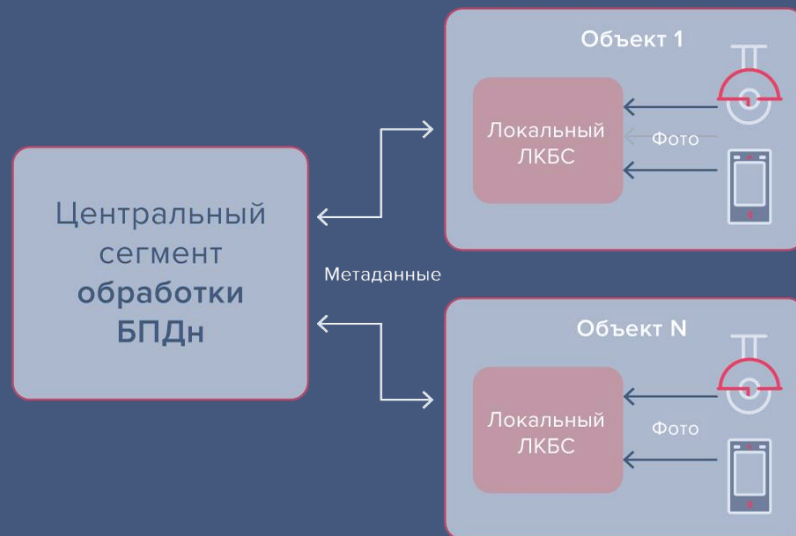 Объект 1
Локальный
ЛКБС
Фото
Центральный
сегмент
обработки
БПДн
Метаданные
Объект N
Локальный
ЛКБС
Фото